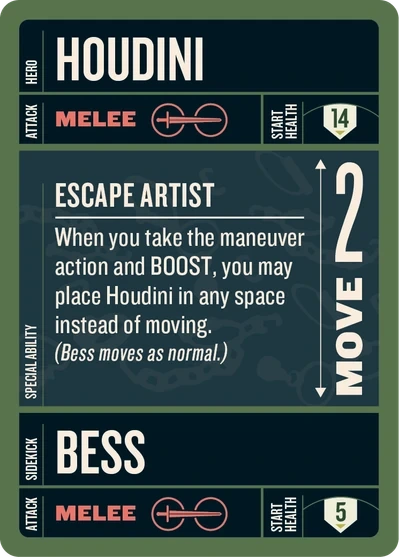 HERO
HOUDINI
ATTACK
MELEE
START
HEALTH
14
SPECIAL ABILITY
ESCAPE ARTIST
When you take the maneuver
action and BOOST, you may
place Houdini in any space
instead of moving.
(Bess moves as normal.)
MOVE 2
SIDEKICK
BESS
ATTACK
MELEE
START
HEALTH
5